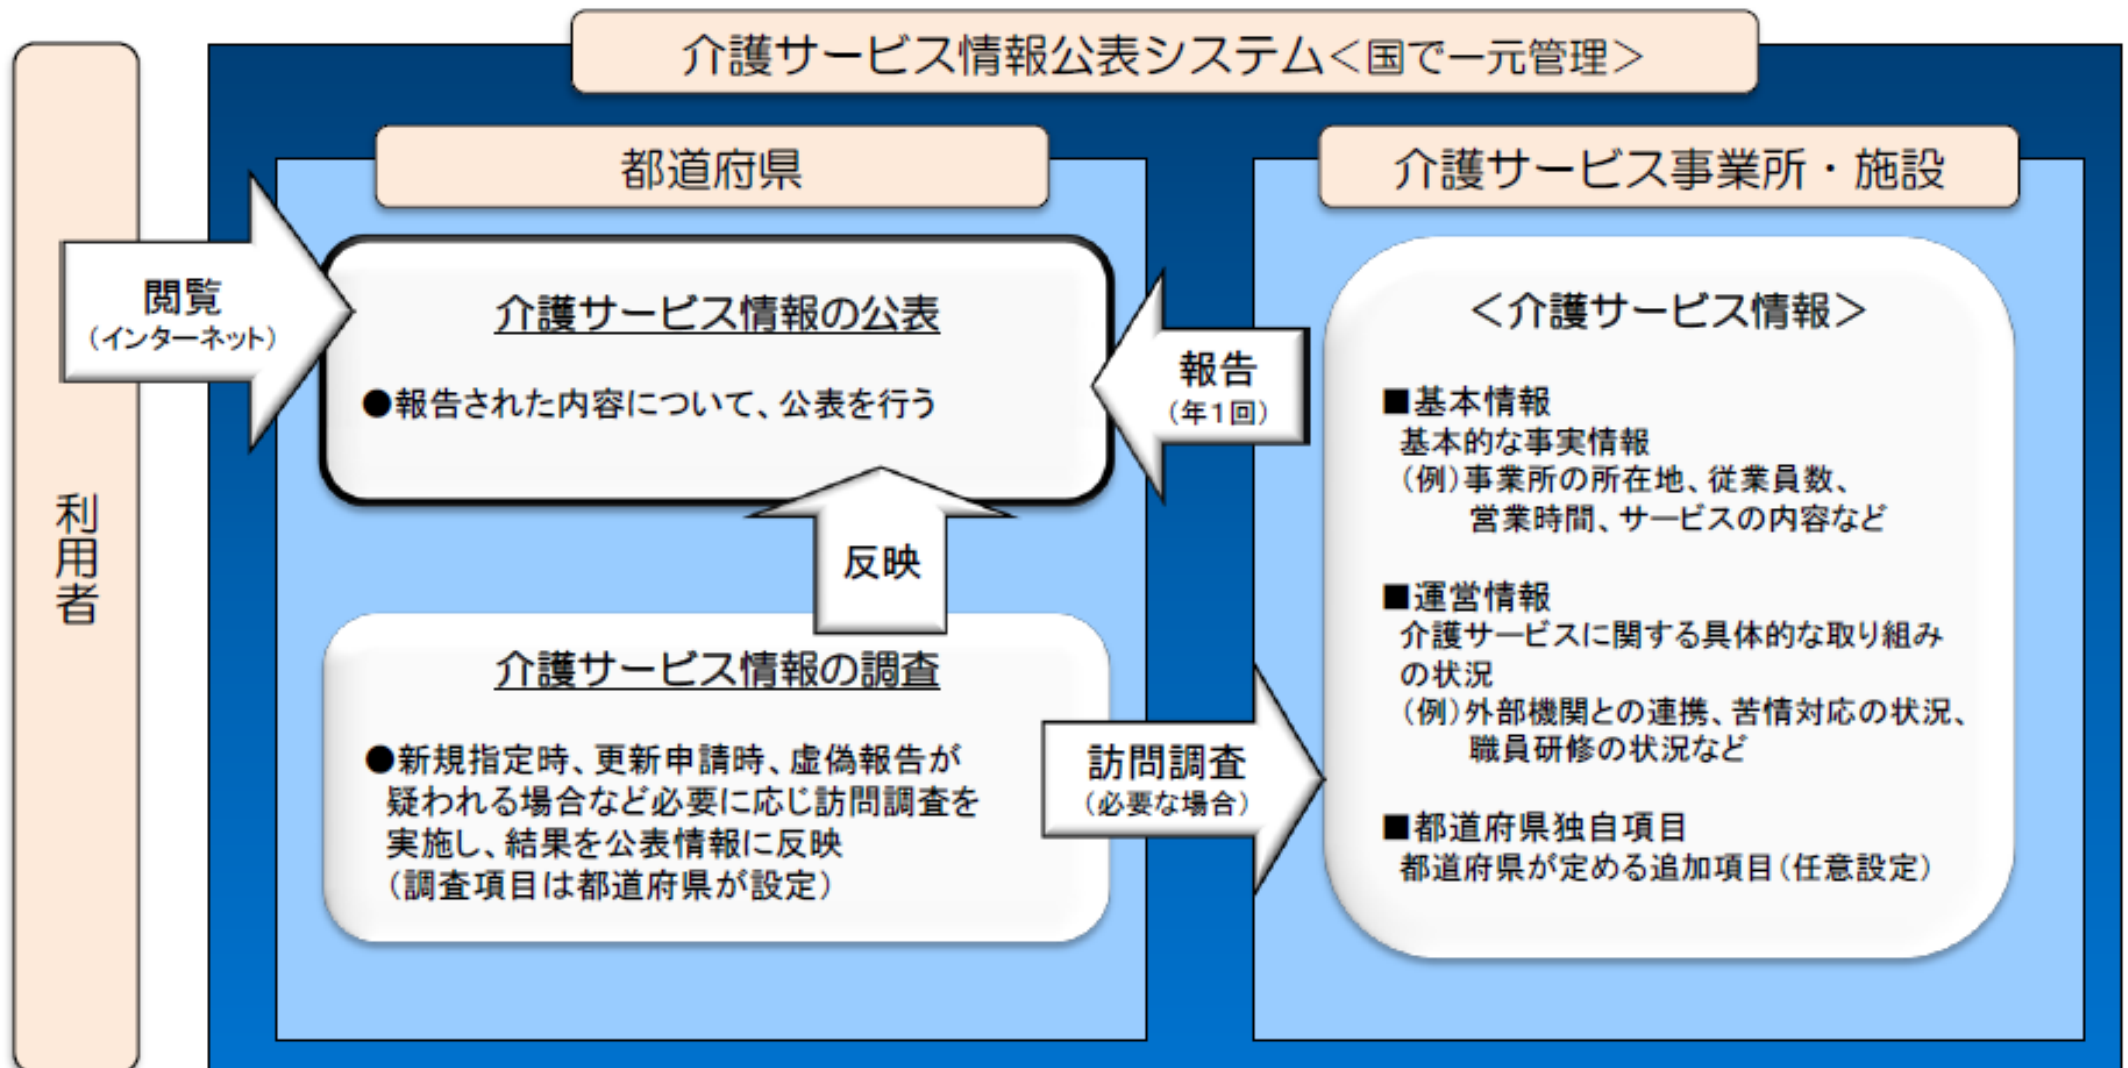 介護サービス情報公表システム＜国で一元管理＞
利用者
都道府県
閲覧
（インターネット）
介護サービス情報の公表
●報告された内容について、公表を行う
反映
介護サービス情報の調査
●新規指定時、更新申請時、虚偽報告が
疑われる場合など必要に応じ訪問調査を
実施し、結果を公表情報に反映
（調査項目は都道府県が設定）
報告
（年１回）
訪問調査
（必要な場合）
介護サービス事業所・施設
＜介護サービス情報＞
■基本情報
基本的な事実情報
（例）事業所の所在地、従業員数、
営業時間、サービスの内容など
■運営情報
介護サービスに関する具体的な取り組み
の状況
（例）外部機関との連携、苦情対応の状況、
職員研修の状況など
■都道府県独自項目
都道府県が定める追加項目（任意設定）